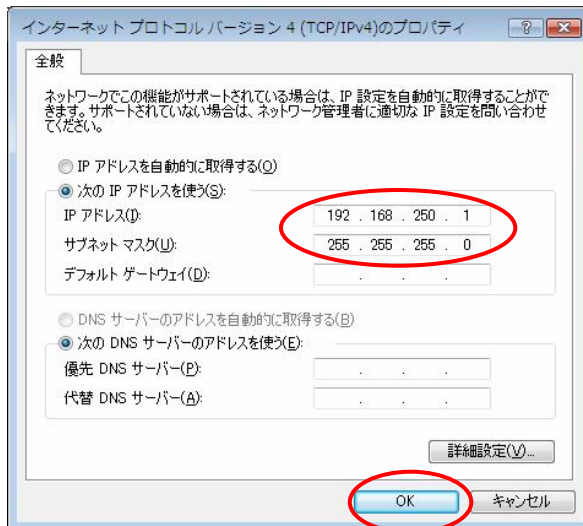 インターネット プロトコル バージョン 4 (TCP/IPv4)のプロパティ
全般
ネットワークでこの機能がサポートされている場合は、IP 設定を自動的に取得することがで
きます。サポートされていない場合は、ネットワーク管理者に適切な IP 設定を問い合わせ
てください。
IP アドレスを自動的に取得する(O)
次の IP アドレスを使う(S):
IP アドレス(I): 192 . 168 . 250 . 1
サブネット マスク(U): 255 . 255 . 255 . 0
デフォルト ゲートウェイ(D): . . .
DNS サーバーのアドレスを自動的に取得する(B)
次の DNS サーバーのアドレスを使う(E):
優先 DNS サーバー(P): . . .
代替 DNS サーバー(A): . . .
詳細設定(V)...
OK キャンセル